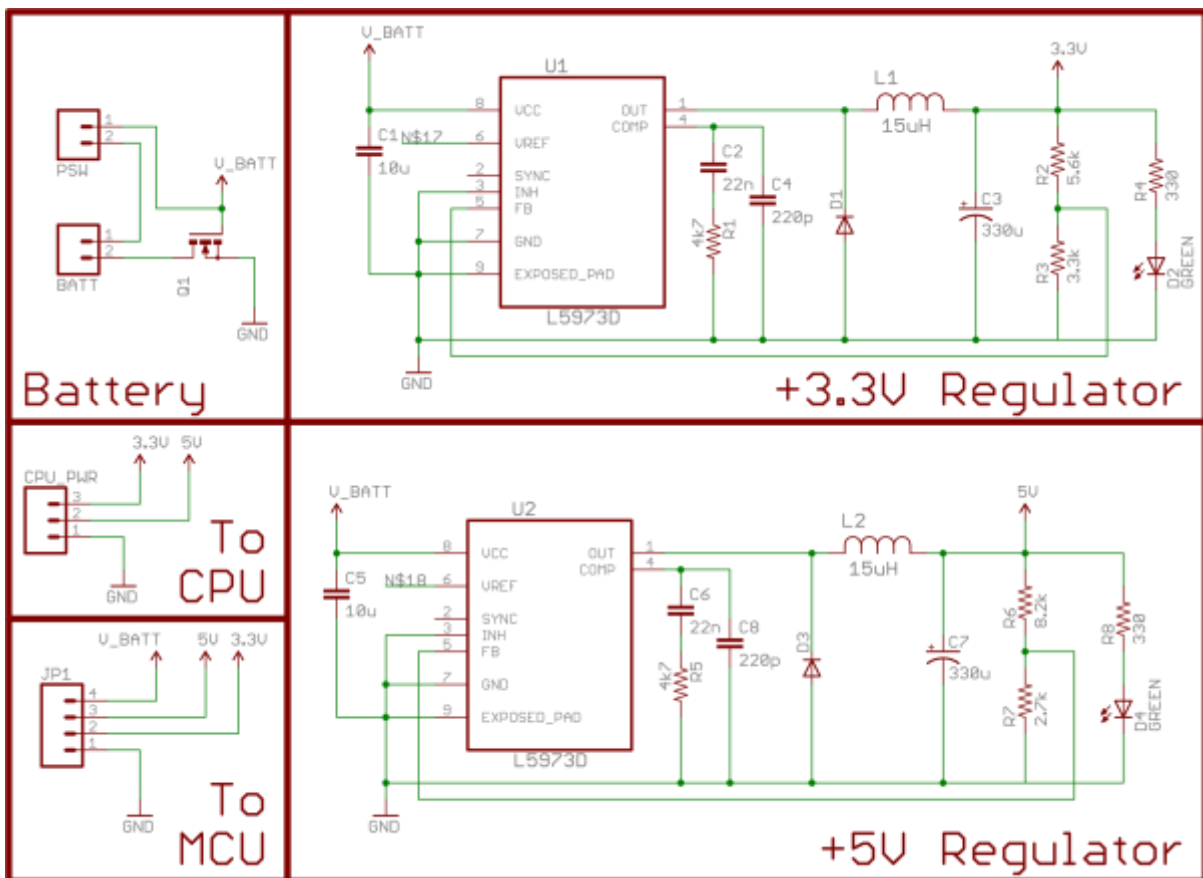 V_BATT
PSW
1
2
V_BATT
BATT
1
2
Q1
GND
Battery
V_BATT
C1
10u
N$17
U1
8 VCC
6 VREF
2 SYNC
3 INH
5 FB
7 GND
9 EXPOSED_PAD
OUT 1
COMP 4
L5973D
C2
22n
C4
220p
4k7
R1
D1
L1
15uH
C3
330u
3.3V
R2
5.6k
R3
3.3k
R4
330
D2
GREEN
GND
+3.3V Regulator
3.3V 5V
CPU_PWR
3
2
1
GND
To
CPU
V_BATT 5V 3.3V
JP1
4
3
2
1
GND
To
MCU
V_BATT
C5
10u
N$18
U2
8 VCC
6 VREF
2 SYNC
3 INH
5 FB
7 GND
9 EXPOSED_PAD
OUT 1
COMP 4
L5973D
C6
22n
C8
220p
4k7
R5
D3
L2
15uH
C7
330u
5V
R6
8.2k
R7
2.7k
R8
330
D4
GREEN
GND
+5V Regulator